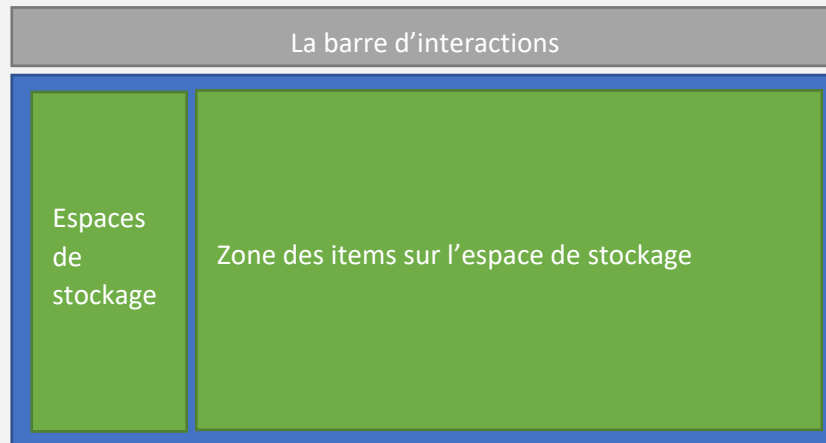 La barre d’interactions
Espaces
de
stockage
Zone des items sur l’espace de stockage